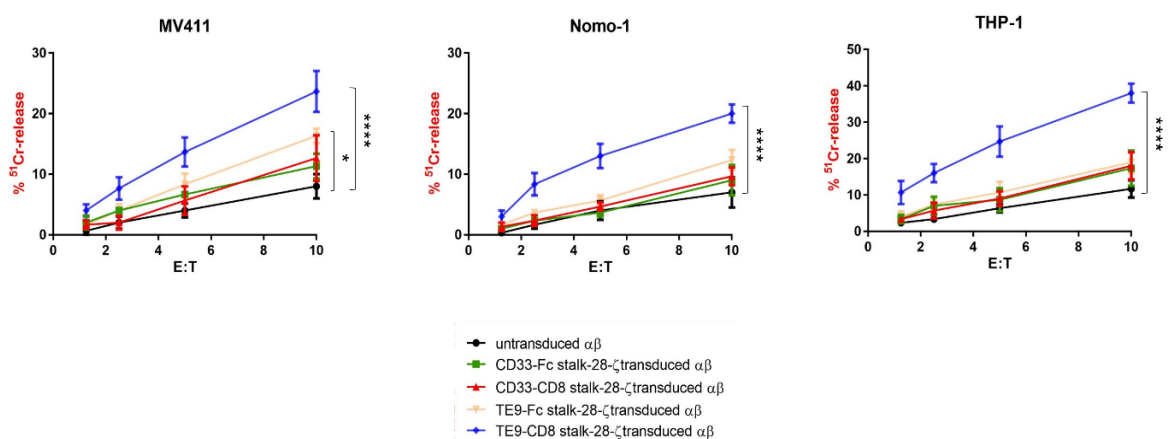 MV411
Nomo-1
THP-1
% ⁵¹Cr-release
30
20
10
0
0 2 4 6 8 10
E:T
*
****
% ⁵¹Cr-release
30
20
10
0
0 2 4 6 8 10
E:T
****
% ⁵¹Cr-release
50
40
30
20
10
0
0 2 4 6 8 10
E:T
****
untransduced αβ
CD33-Fc stalk-28-ζtransduced αβ
CD33-CD8 stalk-28-ζtransduced αβ
TE9-Fc stalk-28-ζtransduced αβ
TE9-CD8 stalk-28-ζtransduced αβ